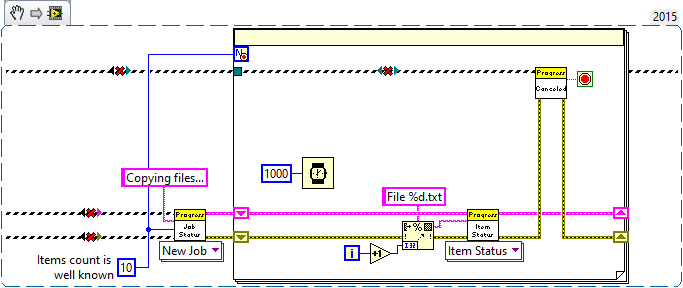 2015
N
Progress
Canceled
1000
Copying files...
File %d.txt
Progress
Job
Status
Progress
Item
Status
New Job
i
+1
%
Item Status
Items count is
well known
10